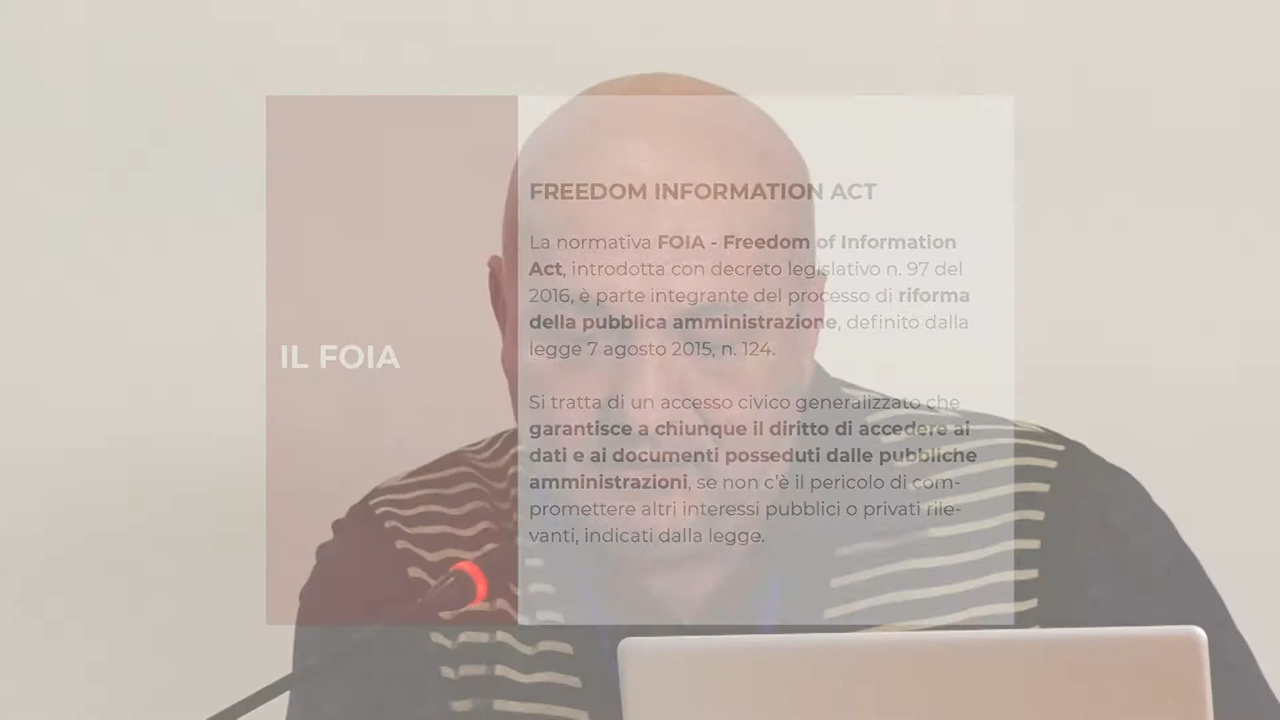 IL FOIA
FREEDOM INFORMATION ACT
La normativa FOIA - Freedom of Information
Act, introdotta con decreto legislativo n. 97 del
2016, è parte integrante del processo di riforma
della pubblica amministrazione, definito dalla
legge 7 agosto 2015, n. 124.
Si tratta di un accesso civico generalizzato che
garantisce a chiunque il diritto di accedere ai
dati e ai documenti posseduti dalle pubbliche
amministrazioni, se non c'è il pericolo di com-
promettere altri interessi pubblici o privati rile-
vanti, indicati dalla legge.